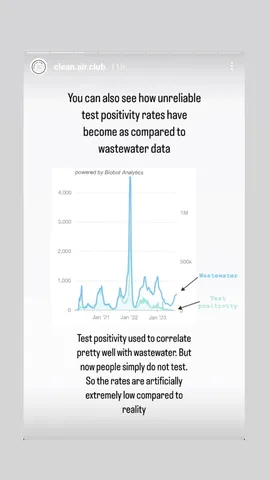 clean.air.club. 11h
You can also see how unreliable
test positivity rates have
become as compared to
wastewater data
powered by Biobot Analytics
4,000
3,000
1M
2,000
500k
1,000
0
0
Jan '21
Jan '22
Jan '23
Wastewater
Test
positivity
Test positivity used to correlate
pretty well with wastewater. But
now people simply do not test.
So the rates are artificially
extremely low compared to
reality